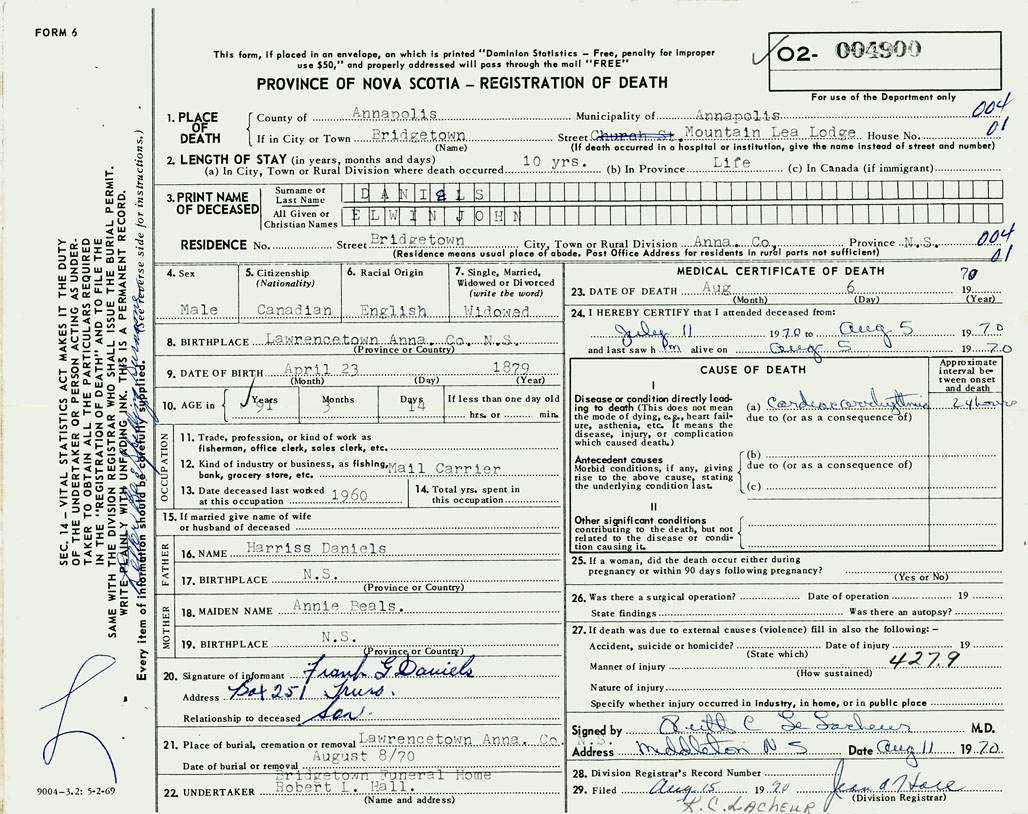 FORM 6
This form, if placed in an envelope, on which is printed "Dominion Statistics – Free, penalty for improper
use $50," and properly addressed will pass through the mail "FREE"
PROVINCE OF NOVA SCOTIA – REGISTRATION OF DEATH
02- 004900
For use of the Department only
1. PLACE OF DEATH
County of Annapolis Municipality of Annapolis 004
If in City or Town Bridgetown Street Church St. Mountain Lea Lodge House No. 01
(Name) (If death occurred in a hospital or institution, give the name instead of street and number)
2. LENGTH OF STAY (in years, months and days)
(a) In City, Town or Rural Division where death occurred 10 yrs. (b) In Province Life (c) In Canada (if immigrant)
3. PRINT NAME OF DECEASED
Surname or Last Name DANIELS
All Given or Christian Names ELWIN JOHN
RESIDENCE No. Street Bridgetown City, Town or Rural Division Anna. Co. Province N.S. 004
(Residence means usual place of abode. Post Office Address for residents in rural parts not sufficient) 01
4. Sex
Male
5. Citizenship
(Nationality)
Canadian
6. Racial Origin
English
7. Single, Married,
Widowed or Divorced
(write the word)
Widowed
8. BIRTHPLACE Lawrencetown Anna. Co. N.S.
(Province or Country)
9. DATE OF BIRTH April 23 1879
(Month) (Day) (Year)
10. AGE in Years Months Days If less than one day old
91 3 14 hrs. or min.
OCCUPATION
11. Trade, profession, or kind of work as
fisherman, office clerk, sales clerk, etc.
12. Kind of industry or business, as fishing, Mail Carrier
bank, grocery store, etc.
13. Date deceased last worked
at this occupation 1960
14. Total yrs. spent in
this occupation
15. If married give name of wife
or husband of deceased
FATHER
16. NAME Harriss Daniels
17. BIRTHPLACE N.S.
(Province or Country)
MOTHER
18. MAIDEN NAME Annie Beals.
19. BIRTHPLACE N.S.
(Province or Country)
20. Signature of informant Frank G Daniels
Address Box 251 Truro.
Relationship to deceased Son.
21. Place of burial, cremation or removal Lawrencetown Anna. Co. N.S.
Date of burial or removal August 8/70
Bridgetown Funeral Home
22. UNDERTAKER Robert L. Hall.
(Name and address)
MEDICAL CERTIFICATE OF DEATH
23. DATE OF DEATH Aug 6 1970
(Month) (Day) (Year)
24. I HEREBY CERTIFY that I attended deceased from:
July 11 1970 to Aug 5 1970
and last saw h im alive on Aug 5 1970
CAUSE OF DEATH
Approximate
interval be-
tween onset
and death
I
Disease or condition directly lead-
ing to death (This does not mean
the mode of dying, e.g., heart fail-
ure, asthenia, etc. It means the
disease, injury, or complication
which caused death.)
(a) Cardiac arrhythmia 24 hours
due to (or as a consequence of)
Antecedent causes
Morbid conditions, if any, giving
rise to the above cause, stating
the underlying condition last.
(b)
due to (or as a consequence of)
(c)
II
Other significant conditions
contributing to the death, but not
related to the disease or condi-
tion causing it.
25. If a woman, did the death occur either during
pregnancy or within 90 days following pregnancy?
(Yes or No)
26. Was there a surgical operation? Date of operation 19
State findings Was there an autopsy?
27. If death was due to external causes (violence) fill in also the following: –
Accident, suicide or homicide? Date of injury 19
(State which) 427.9
Manner of injury
(How sustained)
Nature of injury
Specify whether injury occurred in industry, in home, or in public place
Signed by M.D.
Address Middleton N S Date Aug 11 1970
28. Division Registrar's Record Number
29. Filed Aug 15 1970
(Division Registrar)
K.C. LACHEUR
SEC. 14 – VITAL STATISTICS ACT MAKES IT THE DUTY
OF THE UNDERTAKER OR PERSON ACTING AS UNDER-
TAKER TO OBTAIN ALL THE PARTICULARS REQUIRED
IN THE "REGISTRATION OF DEATH" AND TO FILE THE
SAME WITH THE DIVISION REGISTRAR WHO SHALL ISSUE THE BURIAL PERMIT.
WRITE PLAINLY WITH UNFADING INK. THIS IS A PERMANENT RECORD.
Every item of information should be carefully supplied. (See reverse side for instructions.)
9004-3.2: 5-2-69